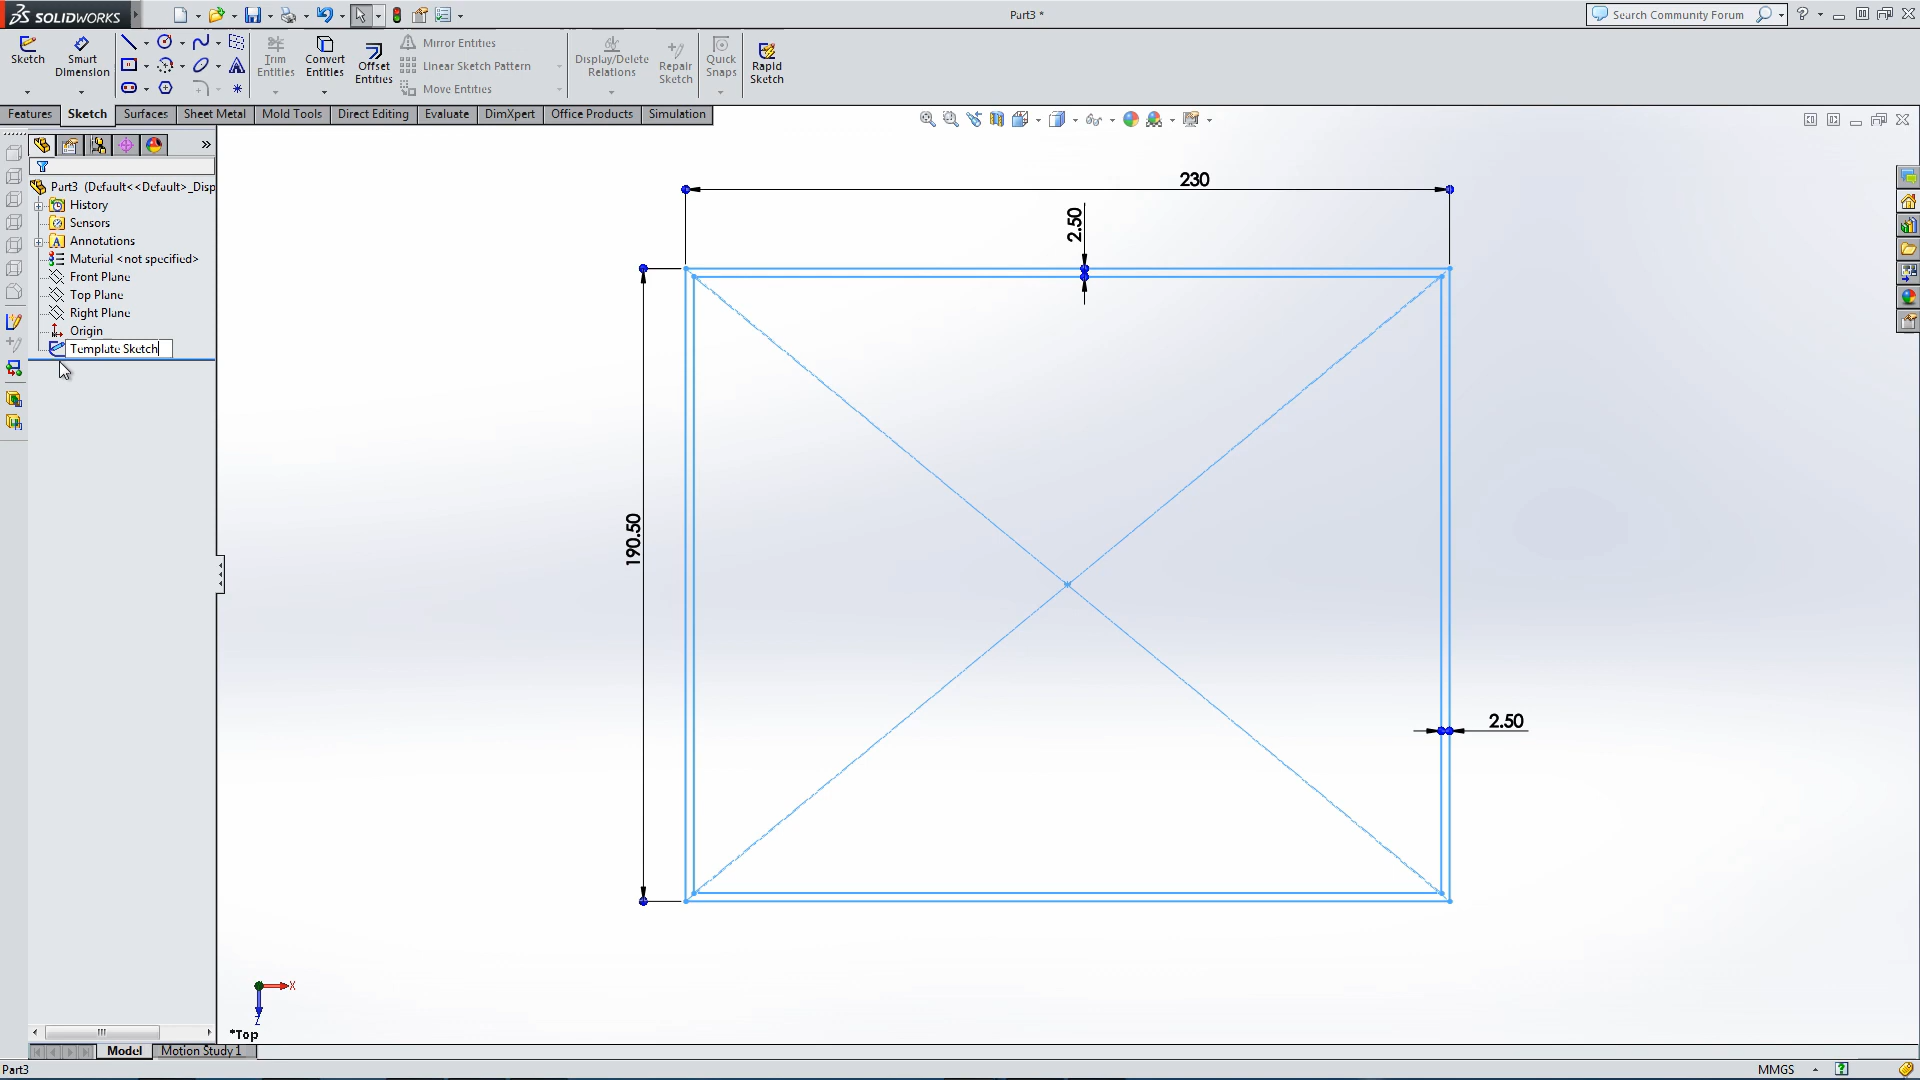 SOLIDWORKS
Part3 *
Search Community Forum
Sketch
Smart Dimension
Trim Entities
Convert Entities
Offset Entities
Mirror Entities
Linear Sketch Pattern
Move Entities
Display/Delete Relations
Repair Sketch
Quick Snaps
Rapid Sketch
Features
Sketch
Surfaces
Sheet Metal
Mold Tools
Direct Editing
Evaluate
DimXpert
Office Products
Simulation
Part3 (Default<<Default>_Disp
History
Sensors
Annotations
Material <not specified>
Front Plane
Top Plane
Right Plane
Origin
Template Sketch
230
2.50
190.50
2.50
X
Z
*Top
Model
Motion Study 1
Part3
MMGS